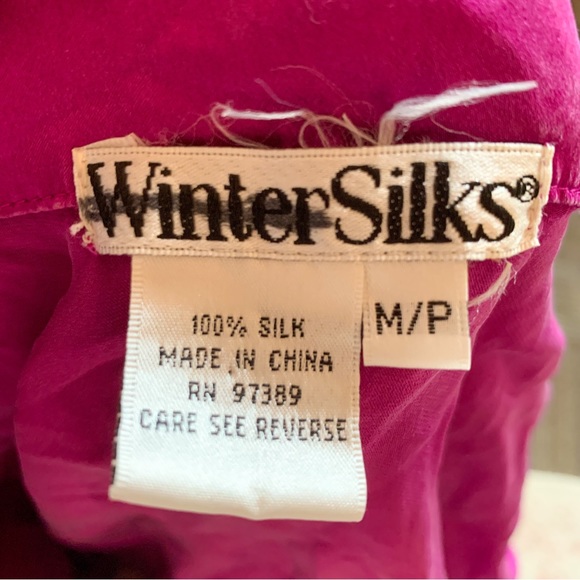 WinterSilks®
M/P
100% SILK
MADE IN CHINA
RN 97389
CARE SEE REVERSE